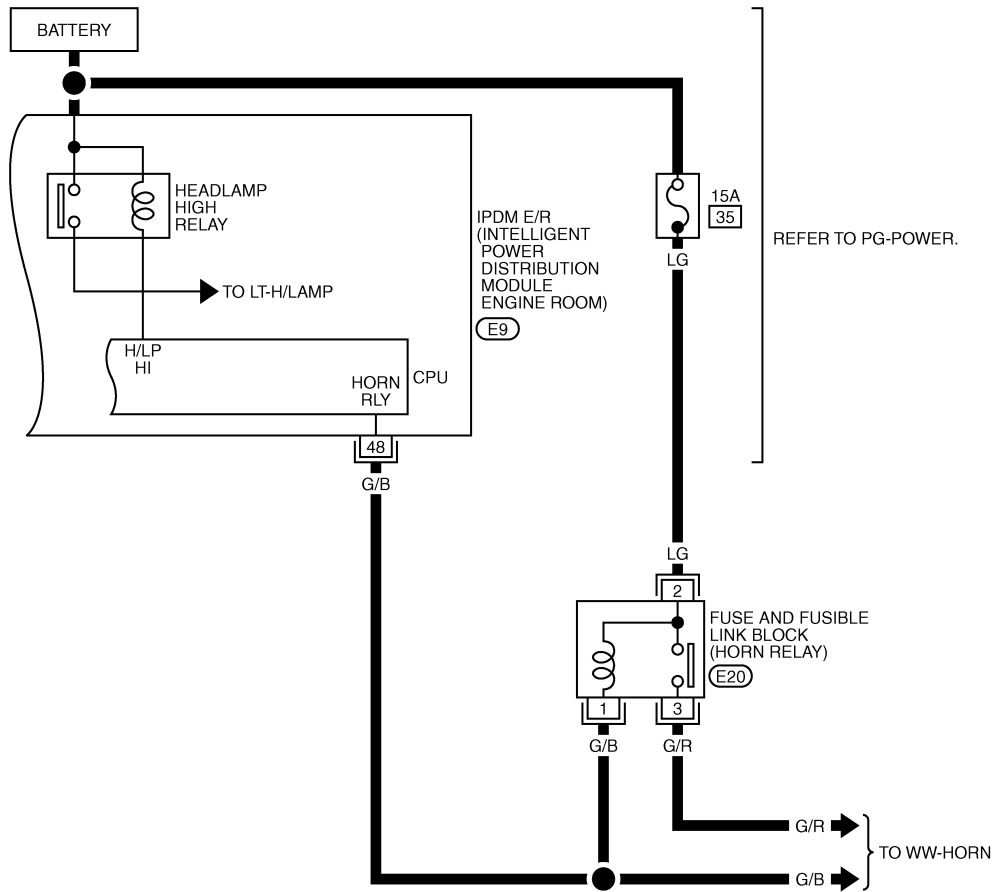 BATTERY
HEADLAMP
HIGH
RELAY
15A
35
REFER TO PG-POWER.
IPDM E/R
(INTELLIGENT
POWER
DISTRIBUTION
MODULE
ENGINE ROOM)
E9
LG
TO LT-H/LAMP
H/LP
HI
HORN
RLY
CPU
48
G/B
LG
2
FUSE AND FUSIBLE
LINK BLOCK
(HORN RELAY)
E20
1
3
G/B
G/R
G/R
TO WW-HORN
G/B